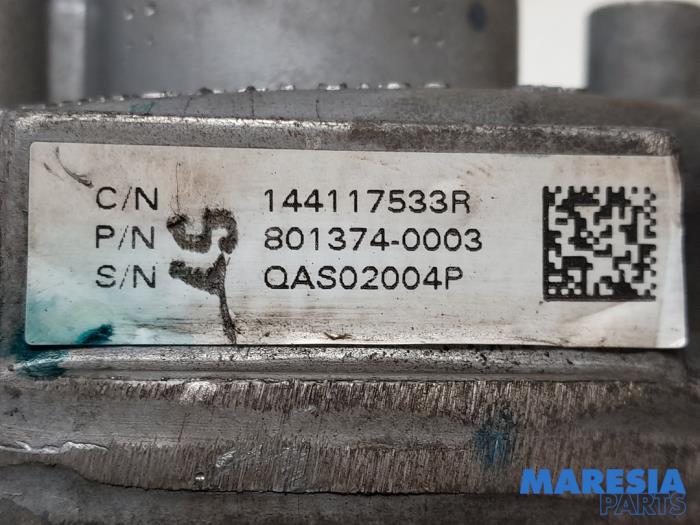 C/N 144117533R
P/N 801374-0003
S/N QAS02004P
MARESIA
PARTS